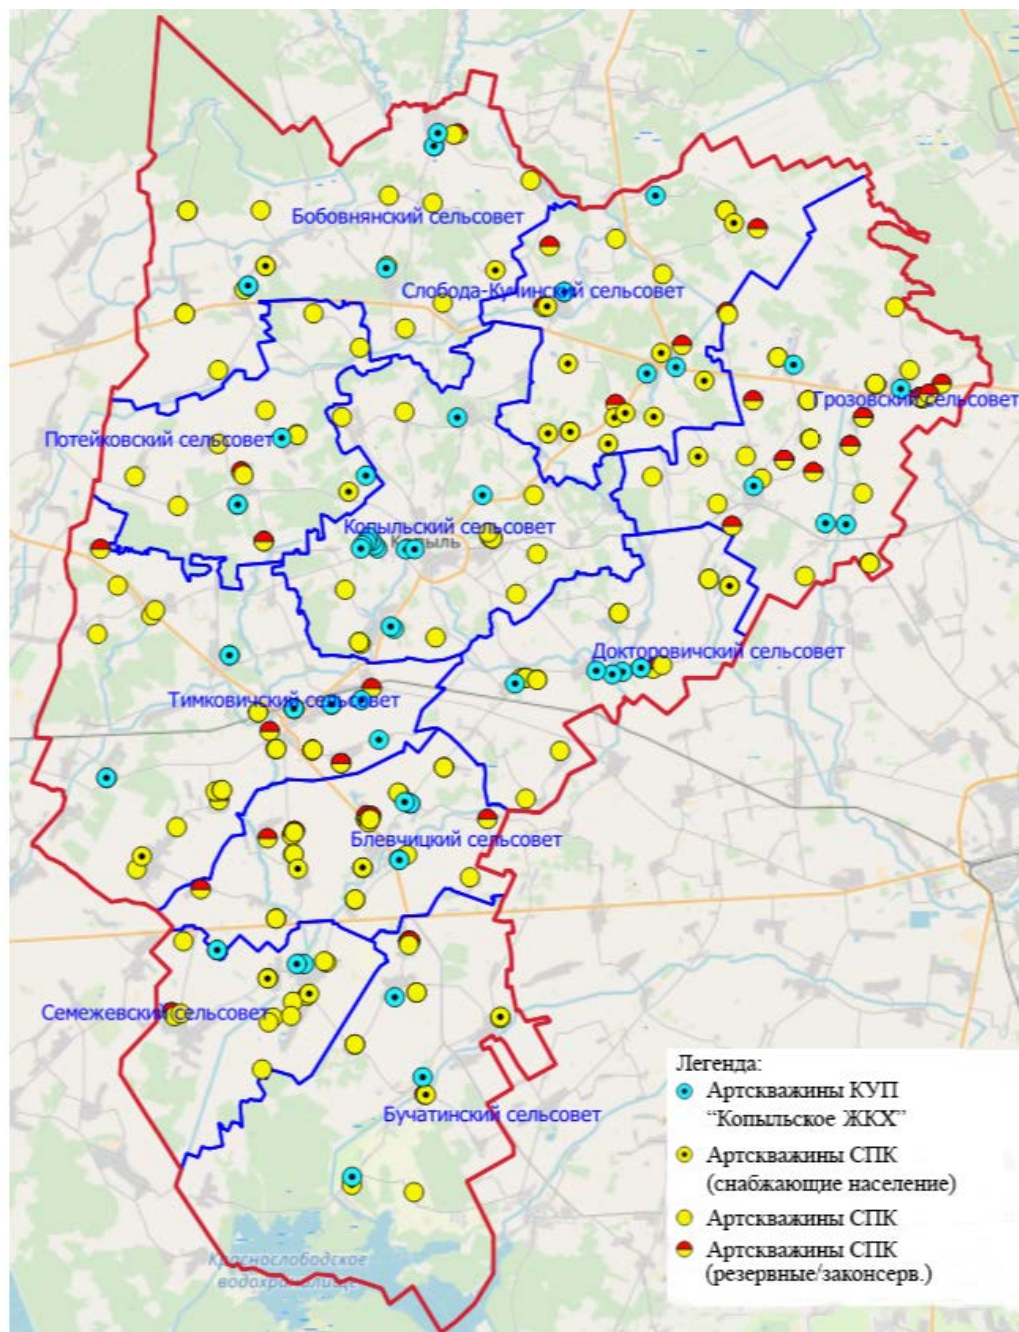 Бобовнянский сельсовет
Слобода-Кучинский сельсовет
Грозовский сельсовет
Потейковский сельсовет
Копыльский сельсовет
Копыль
Докторовичский сельсовет
Тимковичский сельсовет
Блевчицкий сельсовет
Семежевский сельсовет
Бучатинский сельсовет
Краснослободское
водохранилище
Легенда:
Артскважины КУП
“Копыльское ЖКХ”
Артскважины СПК
(снабжающие население)
Артскважины СПК
Артскважины СПК
(резервные/законсерв.)